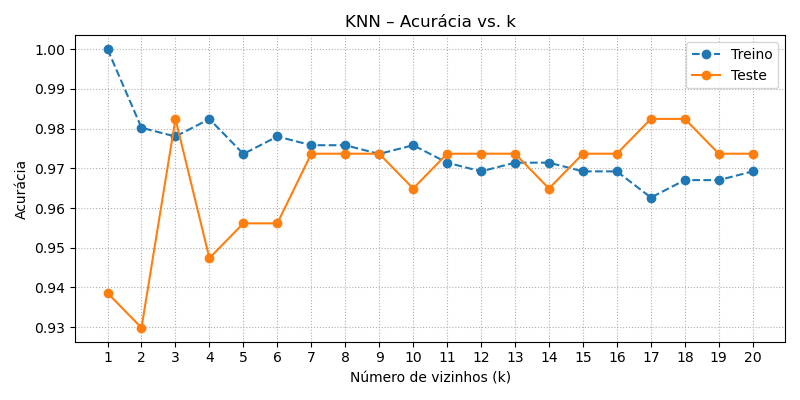 KNN – Acurácia vs. k
Treino
Teste
Acurácia
1.00
0.99
0.98
0.97
0.96
0.95
0.94
0.93
1 2 3 4 5 6 7 8 9 10 11 12 13 14 15 16 17 18 19 20
Número de vizinhos (k)